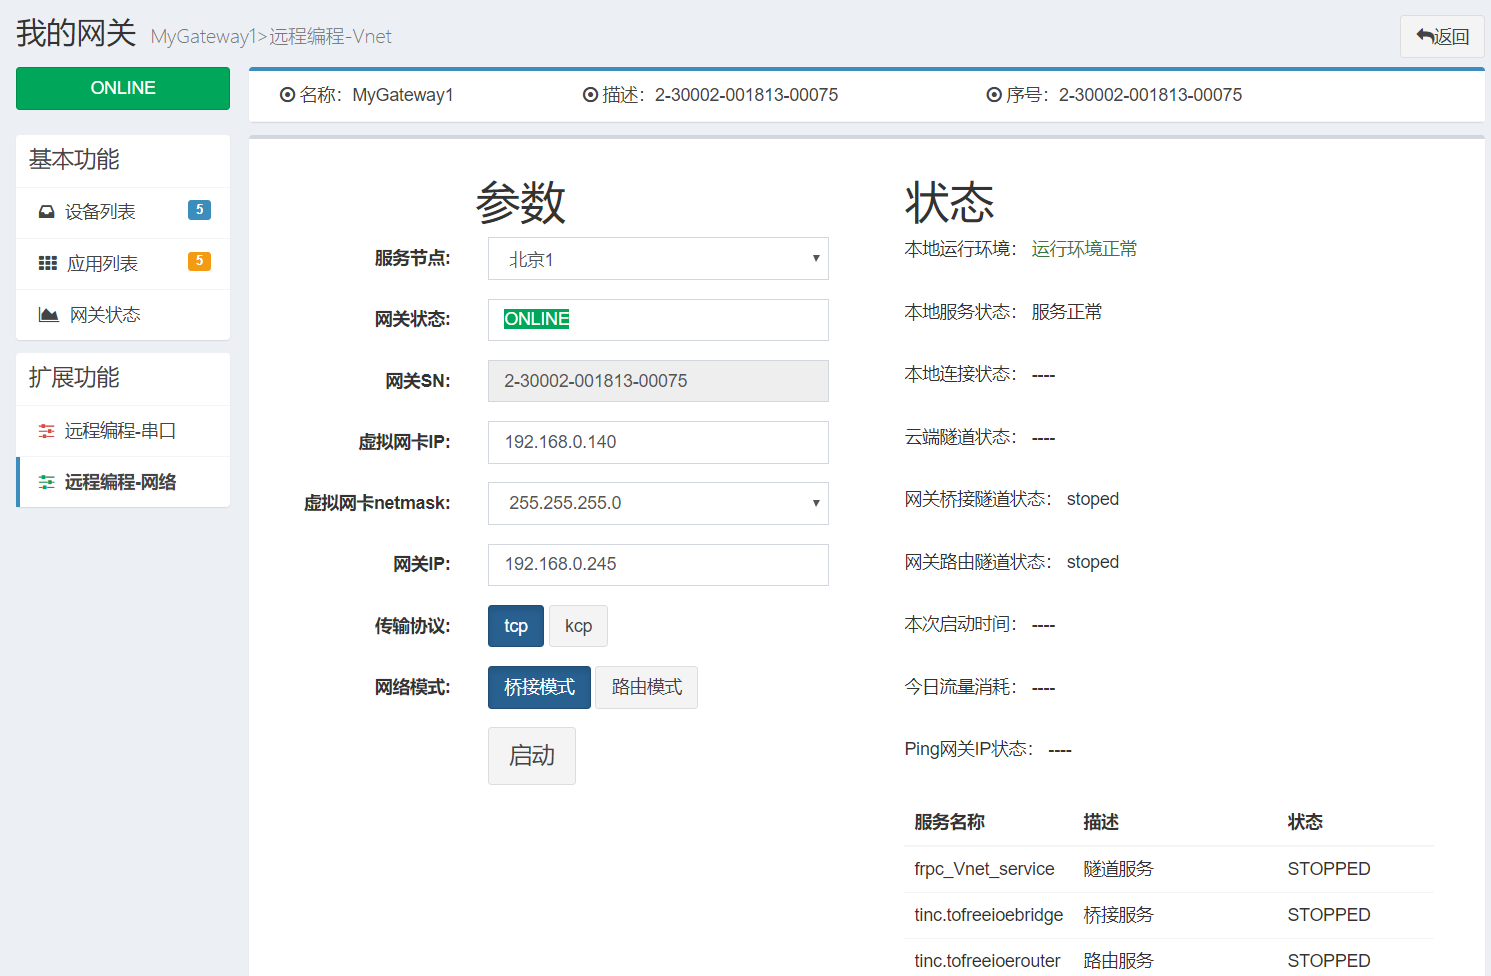 我的网关 MyGateway1>远程编程-Vnet
返回
ONLINE
名称：MyGateway1 描述：2-30002-001813-00075 序号：2-30002-001813-00075
基本功能
设备列表 5
应用列表 5
网关状态
扩展功能
远程编程-串口
远程编程-网络
参数
服务节点: 北京1
网关状态: ONLINE
网关SN: 2-30002-001813-00075
虚拟网卡IP: 192.168.0.140
虚拟网卡netmask: 255.255.255.0
网关IP: 192.168.0.245
传输协议: tcp kcp
网络模式: 桥接模式 路由模式
启动
状态
本地运行环境： 运行环境正常
本地服务状态： 服务正常
本地连接状态： ----
云端隧道状态： ----
网关桥接隧道状态： stoped
网关路由隧道状态： stoped
本次启动时间： ----
今日流量消耗： ----
Ping网关IP状态： ----
服务名称 描述 状态
frpc_Vnet_service 隧道服务 STOPPED
tinc.tofreeioebridge 桥接服务 STOPPED
tinc.tofreeioerouter 路由服务 STOPPED